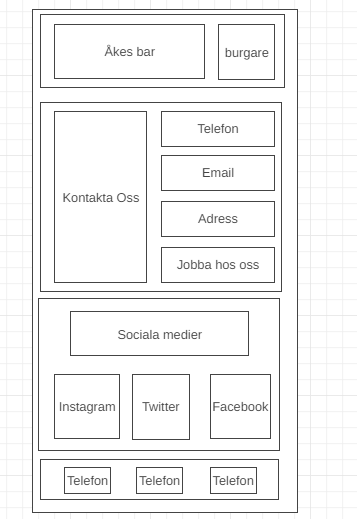 Åkes bar
burgare
Kontakta Oss
Telefon
Email
Adress
Jobba hos oss
Sociala medier
Instagram
Twitter
Facebook
Telefon
Telefon
Telefon